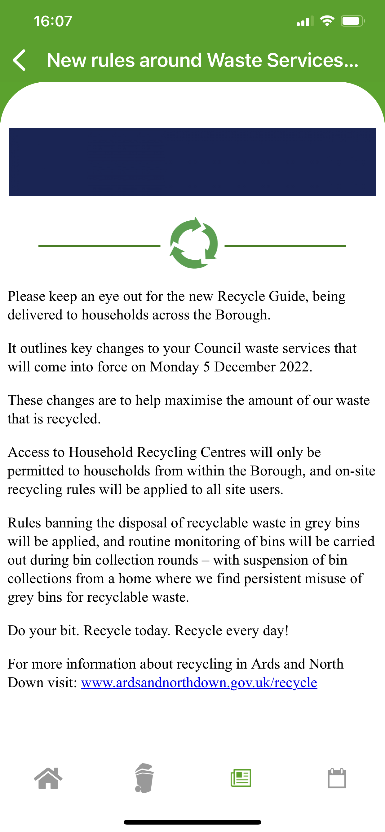 16:07
New rules around Waste Services...
Please keep an eye out for the new Recycle Guide, being
delivered to households across the Borough.
It outlines key changes to your Council waste services that
will come into force on Monday 5 December 2022.
These changes are to help maximise the amount of our waste
that is recycled.
Access to Household Recycling Centres will only be
permitted to households from within the Borough, and on-site
recycling rules will be applied to all site users.
Rules banning the disposal of recyclable waste in grey bins
will be applied, and routine monitoring of bins will be carried
out during bin collection rounds – with suspension of bin
collections from a home where we find persistent misuse of
grey bins for recyclable waste.
Do your bit. Recycle today. Recycle every day!
For more information about recycling in Ards and North
Down visit: www.ardsandnorthdown.gov.uk/recycle